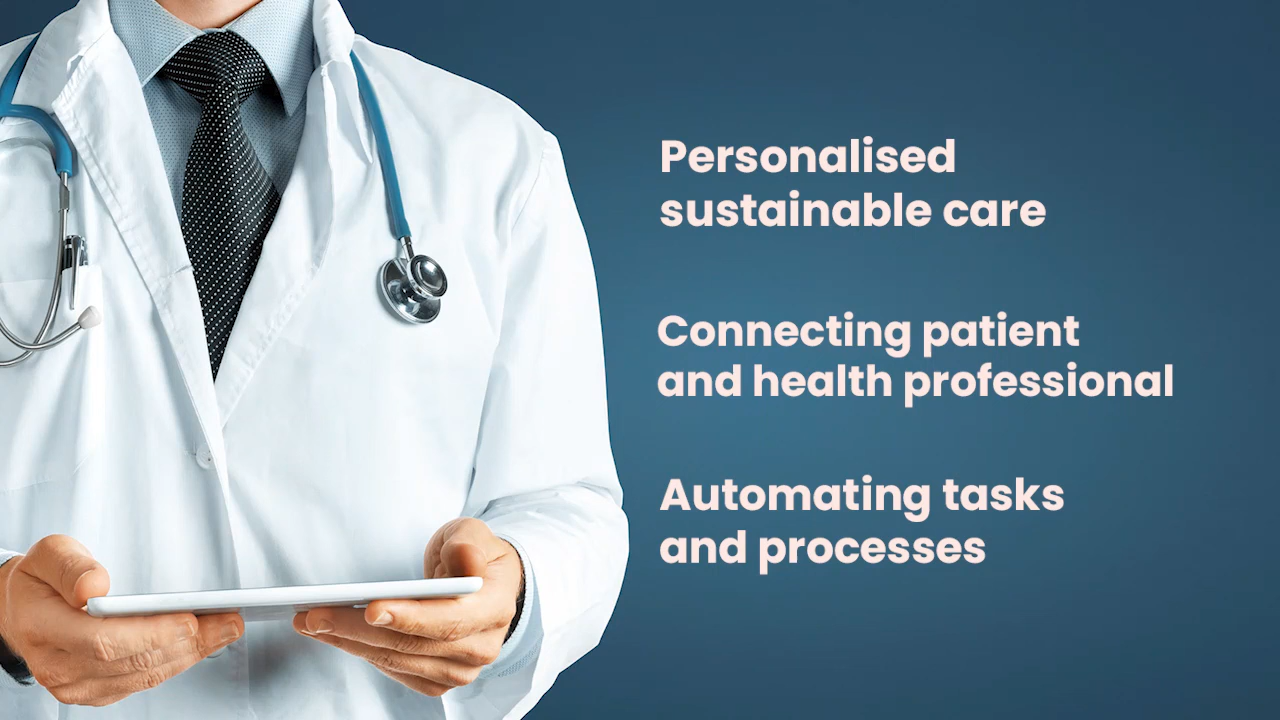 Personalised
sustainable care
Connecting patient
and health professional
Automating tasks
and processes